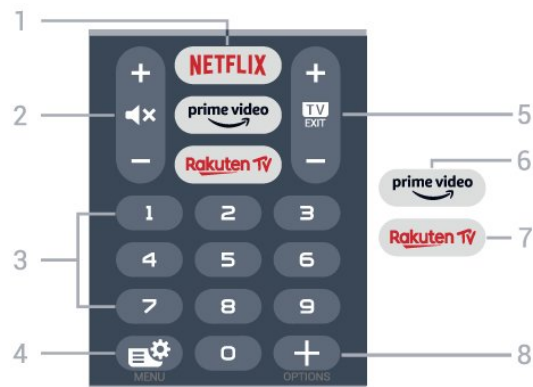 1
NETFLIX
2
prime video
TV
EXIT
5
Rakuten TV
6
prime video
1 2 3
Rakuten TV
7
3
4 5 6
7 8 9
4
0
8
MENU
OPTIONS